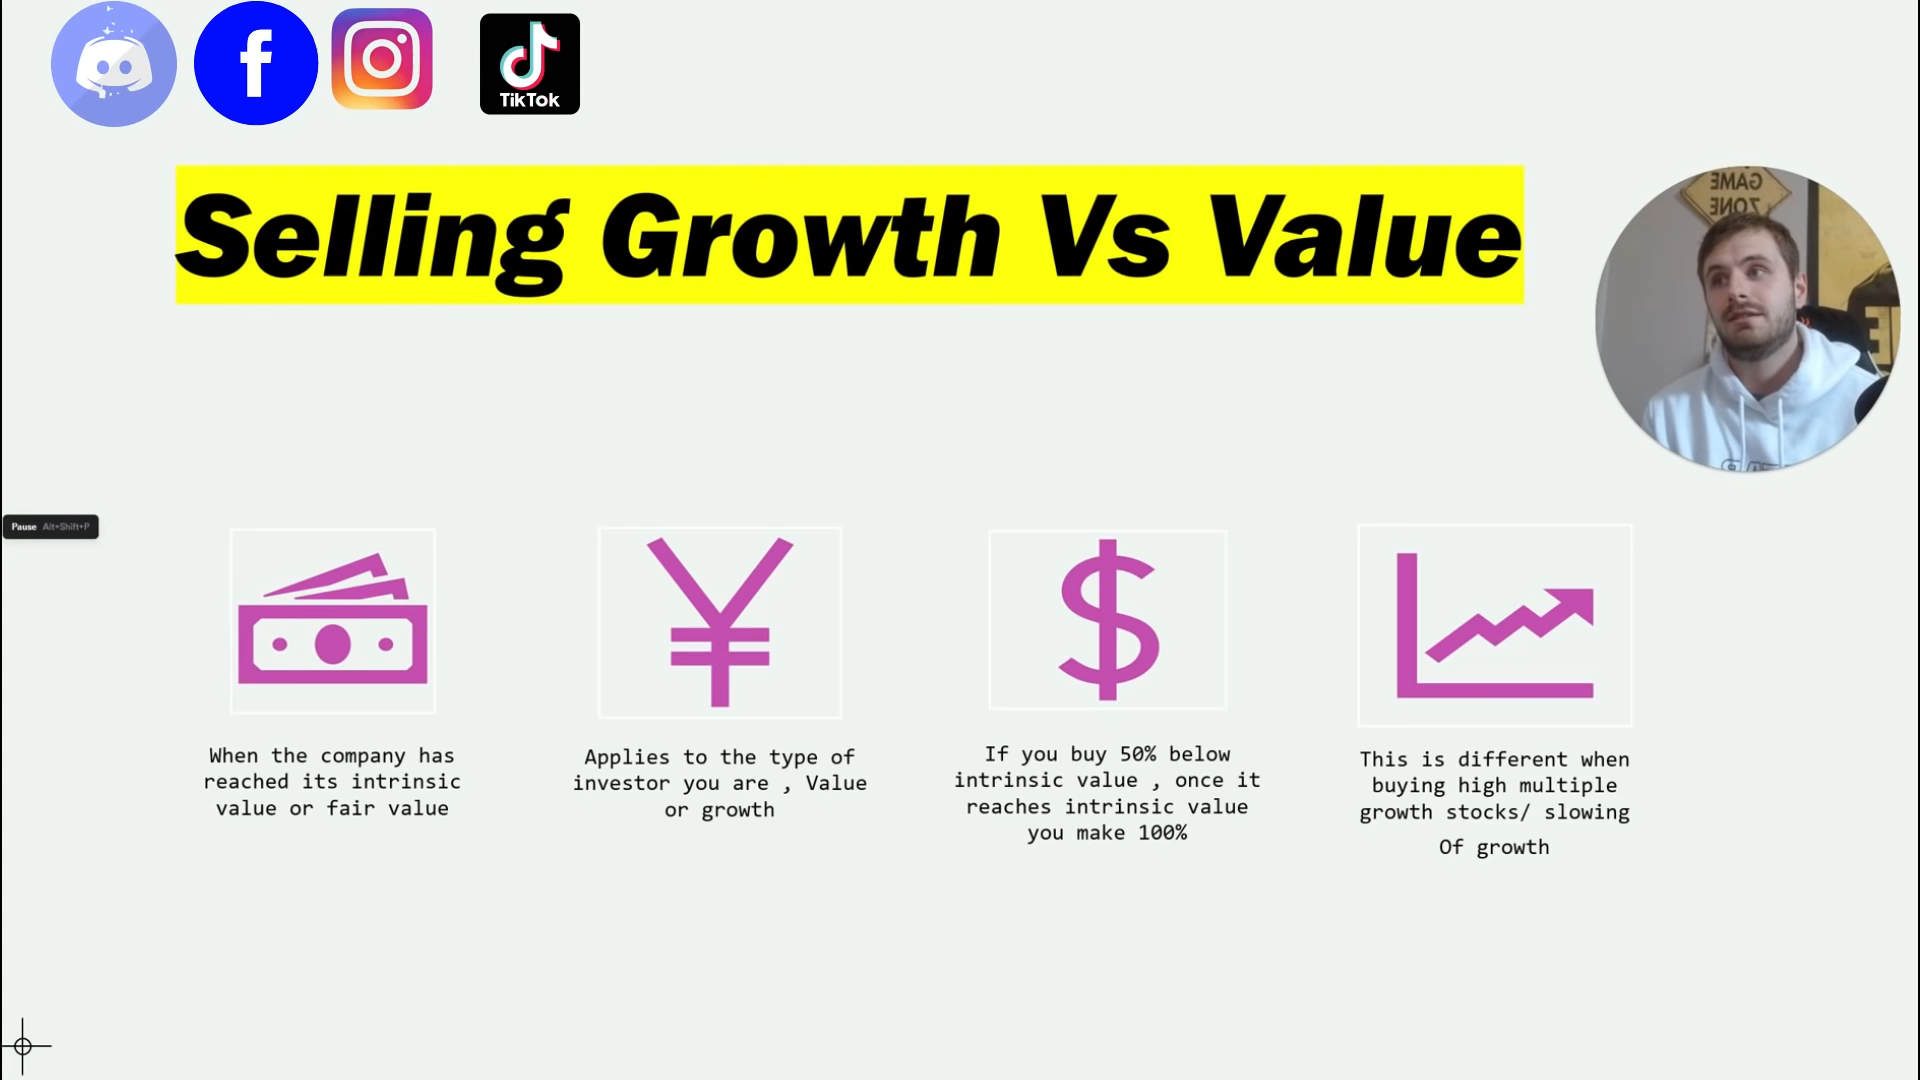 TikTok
Selling Growth Vs Value
GAME
ZONE
Pause Alt+Shift+P
When the company has
reached its intrinsic
value or fair value
Applies to the type of
investor you are , Value
or growth
If you buy 50% below
intrinsic value , once it
reaches intrinsic value
you make 100%
This is different when
buying high multiple
growth stocks/ slowing
Of growth